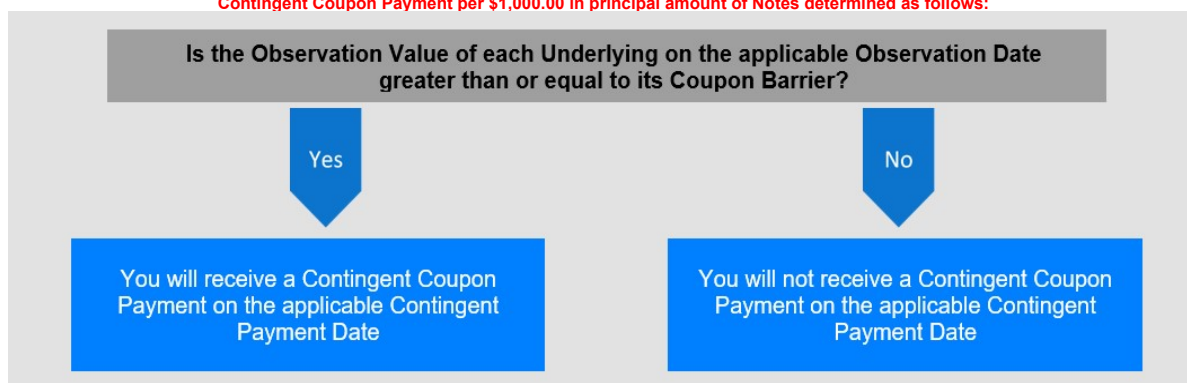 Contingent Coupon Payment per $1,000.00 in principal amount of Notes determined as follows:
Is the Observation Value of each Underlying on the applicable Observation Date
greater than or equal to its Coupon Barrier?
Yes
No
You will receive a Contingent Coupon
Payment on the applicable Contingent
Payment Date
You will not receive a Contingent Coupon
Payment on the applicable Contingent
Payment Date